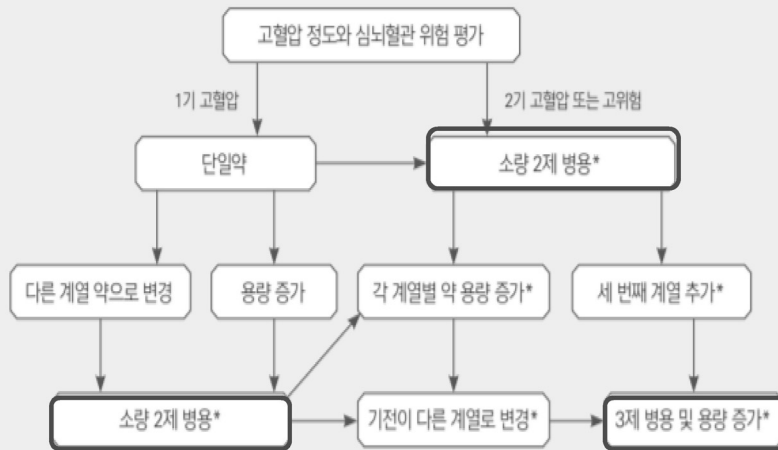 고혈압 정도와 심뇌혈관 위험 평가
1기 고혈압
2기 고혈압 또는 고위험
단일약
소량 2제 병용*
다른 계열 약으로 변경
용량 증가
각 계열별 약 용량 증가*
세 번째 계열 추가*
소량 2제 병용*
기전이 다른 계열로 변경*
3제 병용 및 용량 증가*